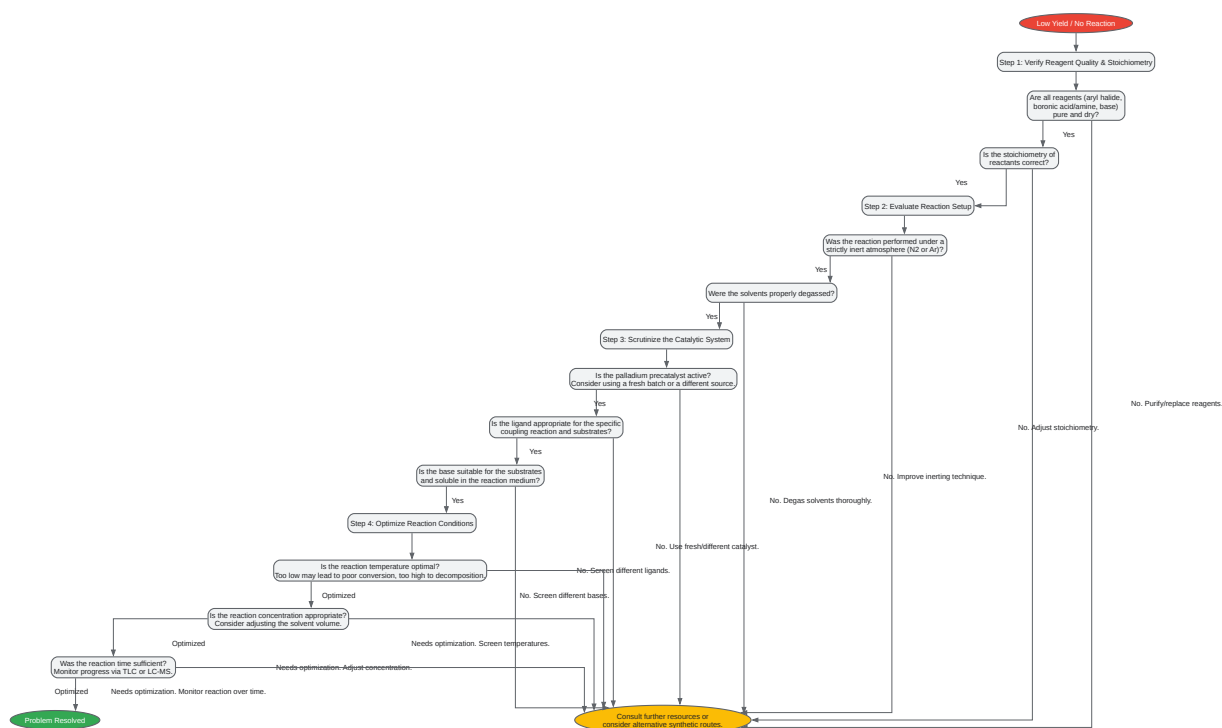 Low Yield / No Reaction
Step 1: Verify Reagent Quality & Stoichiometry
Are all reagents (aryl halide,
boronic acid/amine, base)
pure and dry?
Yes
Is the stoichiometry of
reactants correct?
Yes
Step 2: Evaluate Reaction Setup
Was the reaction performed under a
strictly inert atmosphere (N2 or Ar)?
Yes
Were the solvents properly degassed?
Yes
Step 3: Scrutinize the Catalytic System
Is the palladium precatalyst active?
Consider using a fresh batch or a different source.
Yes
No. Purify/replace reagents.
Is the ligand appropriate for the specific
coupling reaction and substrates?
No. Adjust stoichiometry.
Yes
Is the base suitable for the substrates
and soluble in the reaction medium?
No. Improve inerting technique.
Yes
No. Degas solvents thoroughly.
Step 4: Optimize Reaction Conditions
No. Use fresh/different catalyst.
Is the reaction temperature optimal?
Too low may lead to poor conversion, too high to decomposition.
No. Screen different ligands.
Optimized
No. Screen different bases.
Is the reaction concentration appropriate?
Consider adjusting the solvent volume.
Optimized
Needs optimization. Screen temperatures.
Was the reaction time sufficient?
Monitor progress via TLC or LC-MS.
Needs optimization. Adjust concentration.
Optimized
Needs optimization. Monitor reaction over time.
Problem Resolved
Consult further resources or
consider alternative synthetic routes.